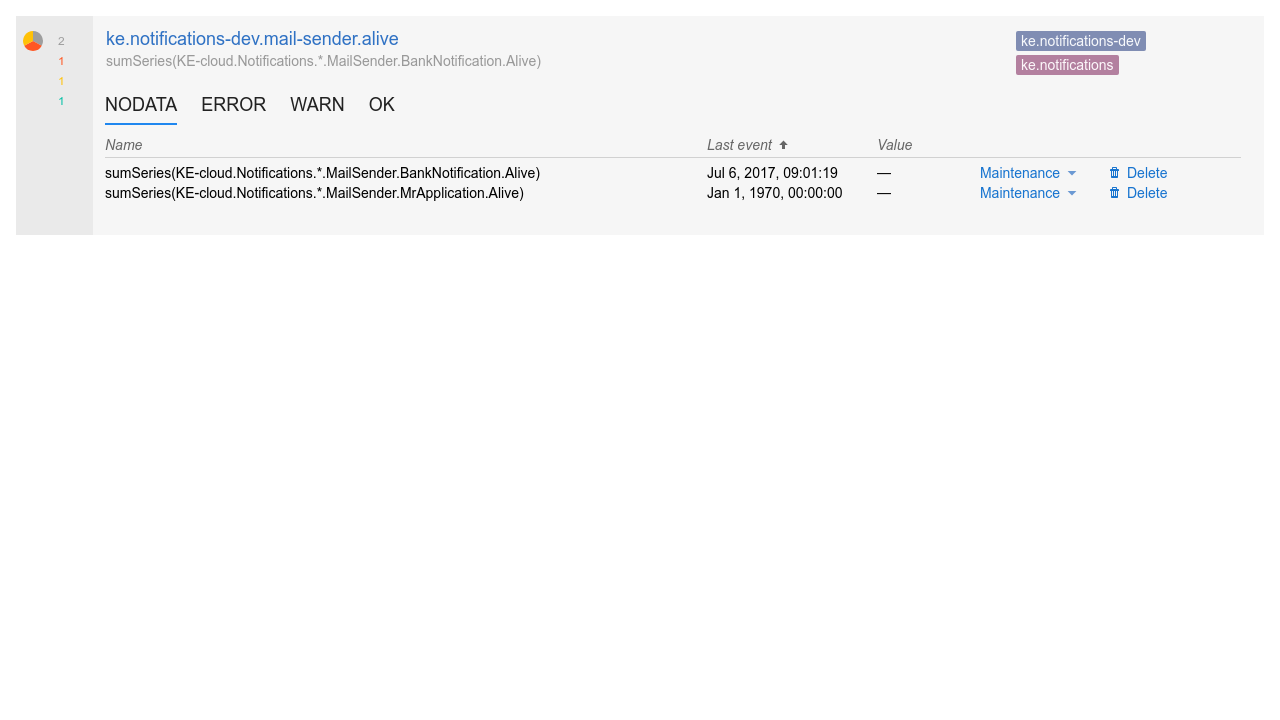 2
1
1
1
ke.notifications-dev.mail-sender.alive
sumSeries(KE-cloud.Notifications.*.MailSender.BankNotification.Alive)
ke.notifications-dev
ke.notifications
NODATA ERROR WARN OK
Name Last event Value
sumSeries(KE-cloud.Notifications.*.MailSender.BankNotification.Alive) Jul 6, 2017, 09:01:19 — Maintenance Delete
sumSeries(KE-cloud.Notifications.*.MailSender.MrApplication.Alive) Jan 1, 1970, 00:00:00 — Maintenance Delete